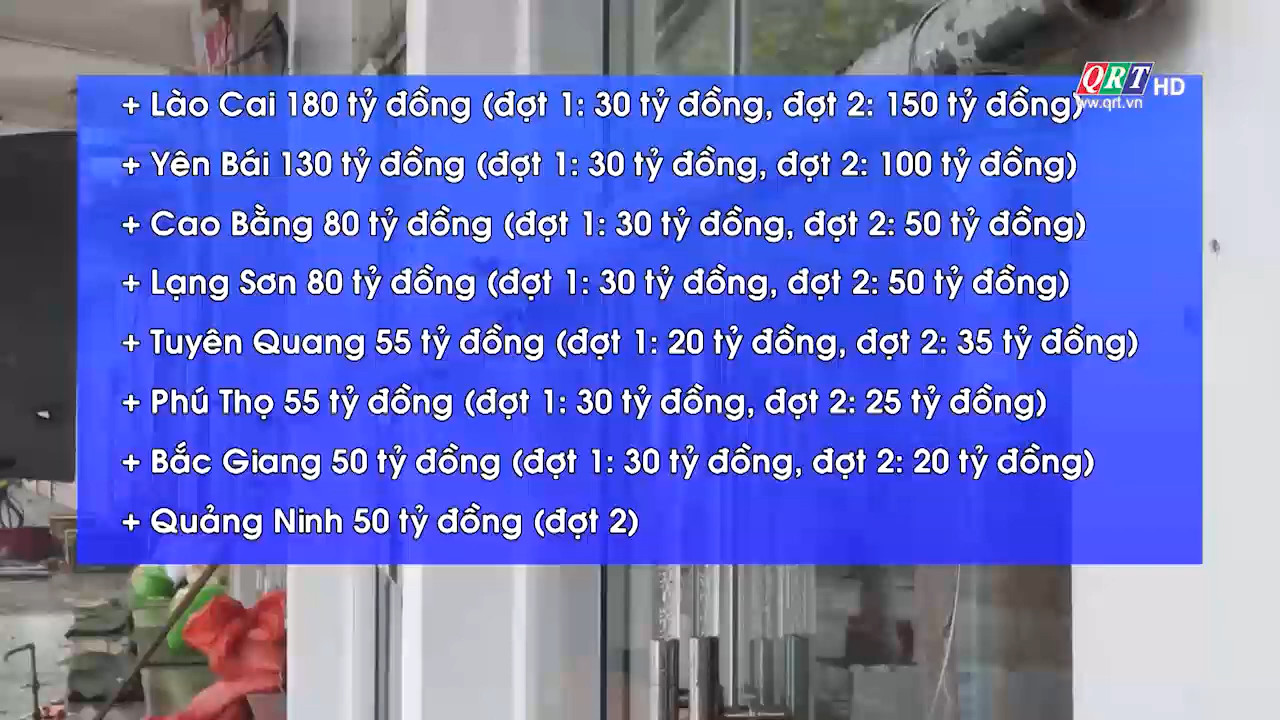 QRT HD
ww.qrt.vn
+ Lào Cai 180 tỷ đồng (đợt 1: 30 tỷ đồng, đợt 2: 150 tỷ đồng)
+ Yên Bái 130 tỷ đồng (đợt 1: 30 tỷ đồng, đợt 2: 100 tỷ đồng)
+ Cao Bằng 80 tỷ đồng (đợt 1: 30 tỷ đồng, đợt 2: 50 tỷ đồng)
+ Lạng Sơn 80 tỷ đồng (đợt 1: 30 tỷ đồng, đợt 2: 50 tỷ đồng)
+ Tuyên Quang 55 tỷ đồng (đợt 1: 20 tỷ đồng, đợt 2: 35 tỷ đồng)
+ Phú Thọ 55 tỷ đồng (đợt 1: 30 tỷ đồng, đợt 2: 25 tỷ đồng)
+ Bắc Giang 50 tỷ đồng (đợt 1: 30 tỷ đồng, đợt 2: 20 tỷ đồng)
+ Quảng Ninh 50 tỷ đồng (đợt 2)